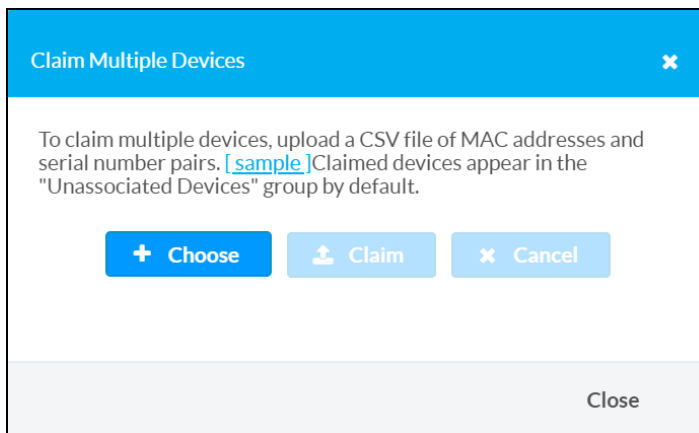 Claim Multiple Devices
To claim multiple devices, upload a CSV file of MAC addresses and
serial number pairs. [ sample ]Claimed devices appear in the
"Unassociated Devices" group by default.
Choose
Claim
Cancel
Close